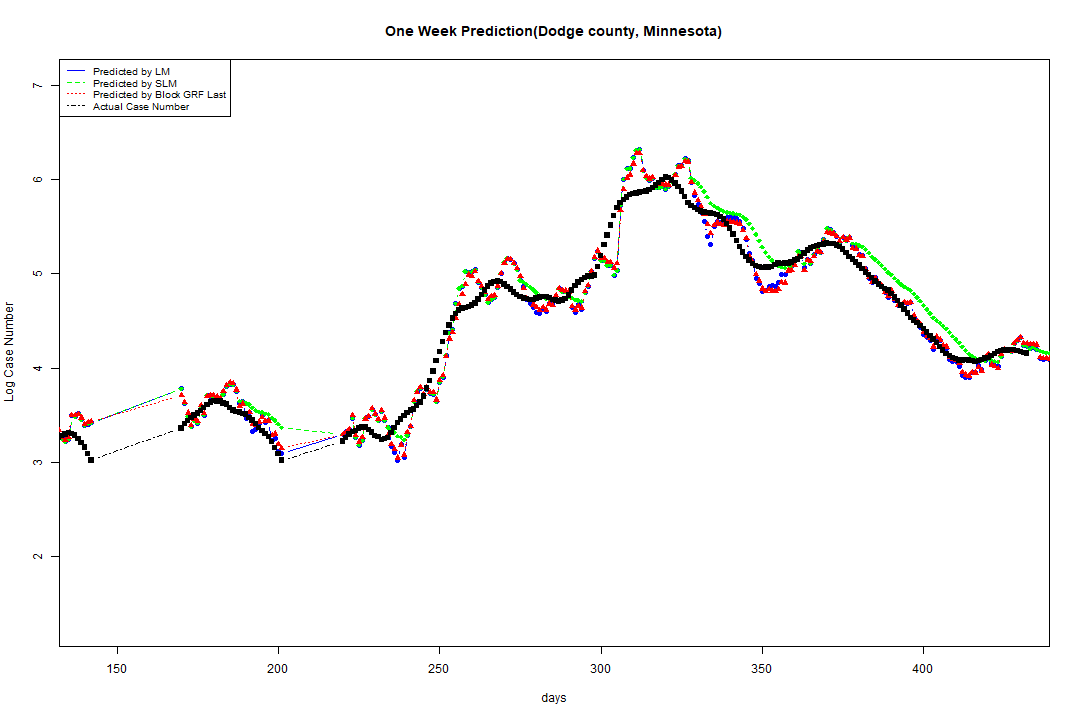 One Week Prediction(Dodge county, Minnesota)
Predicted by LM
Predicted by SLM
Predicted by Block GRF Last
Actual Case Number
7
6
5
4
3
2
Log Case Number
150 200 250 300 350 400
days